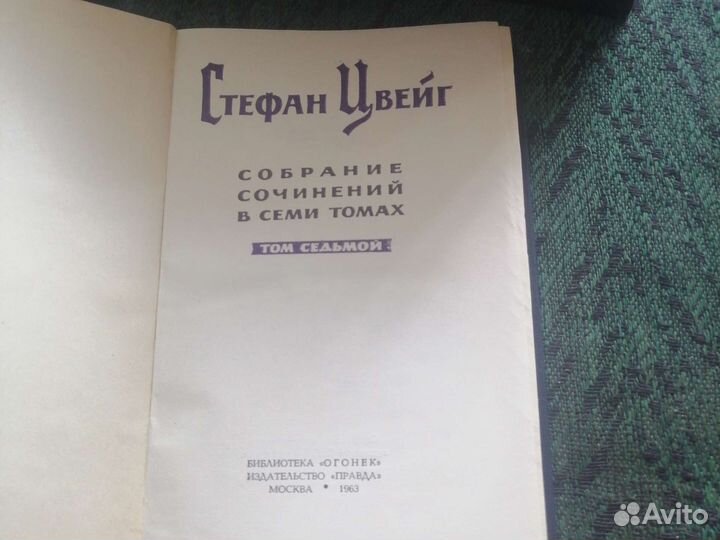 Стефан Цвейг
СОБРАНИЕ
СОЧИНЕНИЙ
В СЕМИ ТОМАХ
ТОМ СЕДЬМОЙ
БИБЛИОТЕКА «ОГОНЕК»
ИЗДАТЕЛЬСТВО «ПРАВДА»
МОСКВА * 1963
Avito